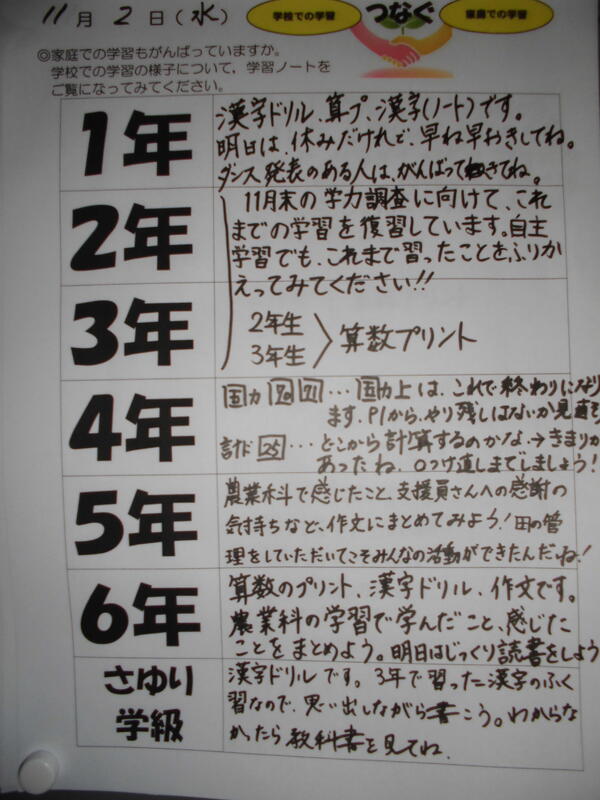 11月 2日(水)
学校での学習 つなぐ 家庭での学習
◎家庭での学習もがんばっていますか。
学校での学習の様子について，学習ノートを
ご覧になってみてください。
1年
漢字ドリル、算プ、漢字(ノート)です。
明日は、休みだけれど、早ね早おきしてね。
ダンス発表のある人は、がんばってきてね。
2年
11月末の学力調査に向けて、これ
までの学習を復習しています。自主
学習でも、これまで習ったことをふりか
えってみてください!!
3年
2年生
3年生
算数プリント
4年
国力 70 71 … 国力上は、これで終わりになり
ます。P1から、やり残しはないか見直
計ド 25 … どこから計算するのかな→きまりが
あったね。○つけ直しまでしましょう!
5年
農業科で感じたこと、支援員さんへの感謝の
気持ちなど、作文にまとめてみよう! 田の管
理をしていただいてこそみんなの活動ができたんだね!
6年
算数のプリント、漢字ドリル、作文です。
農業科の学習で学んだこと、感じた
ことをまとめよう。明日はじっくり読書をしよう
さゆり
学級
漢字ドリルです。3年で習った漢字のふく
習なので、思い出しながら書こう。わからな
かったら教科書を見てね。